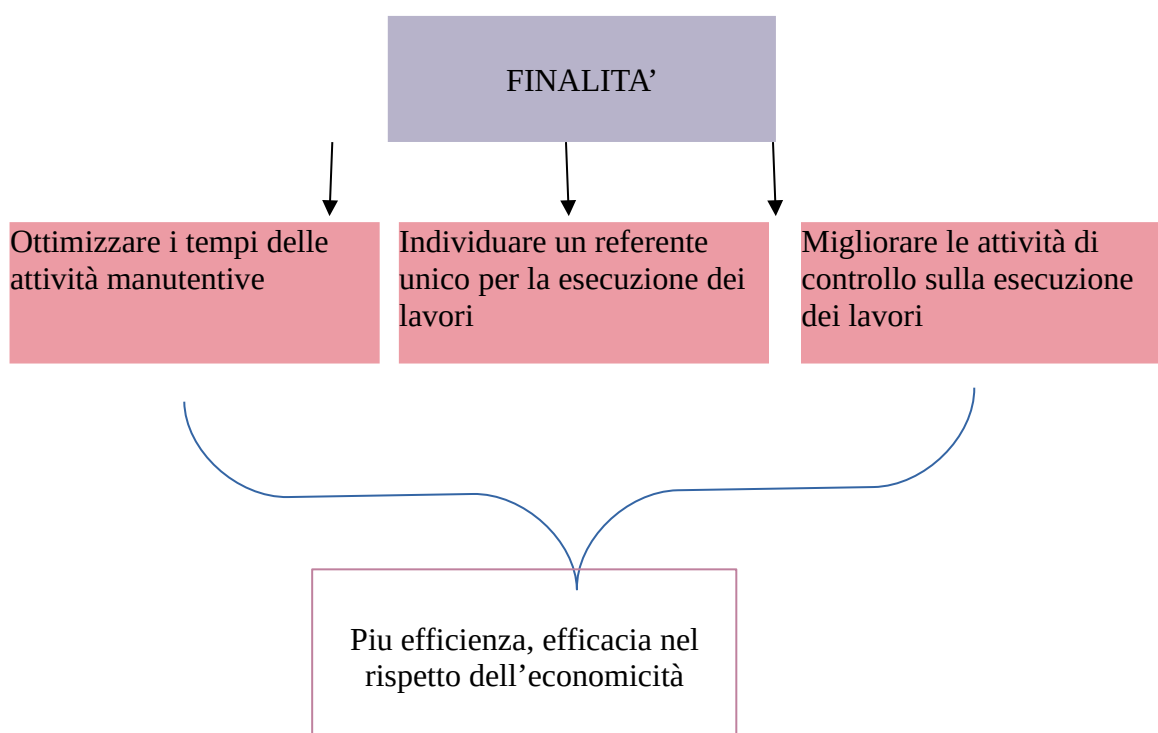 FINALITA’
Ottimizzare i tempi delle
attività manutentive
Individuare un referente
unico per la esecuzione dei
lavori
Migliorare le attività di
controllo sulla esecuzione
dei lavori
Piu efficienza, efficacia nel
rispetto dell’economicità